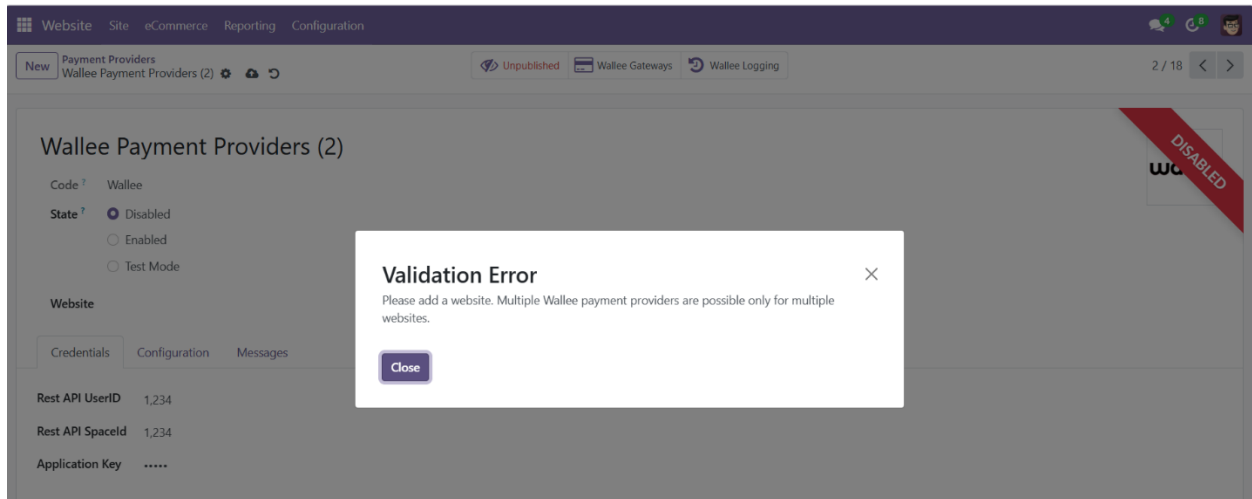 Website Site eCommerce Reporting Configuration 4 8
New Payment Providers
Wallee Payment Providers (2)
Unpublished Wallee Gateways Wallee Logging 2 / 18
Wallee Payment Providers (2)
DISABLED
Code ? Wallee
State ? Disabled
Enabled
Test Mode
Website
Validation Error
Please add a website. Multiple Wallee payment providers are possible only for multiple
websites.
Close
Credentials Configuration Messages
Rest API UserID 1,234
Rest API SpaceId 1,234
Application Key •••••